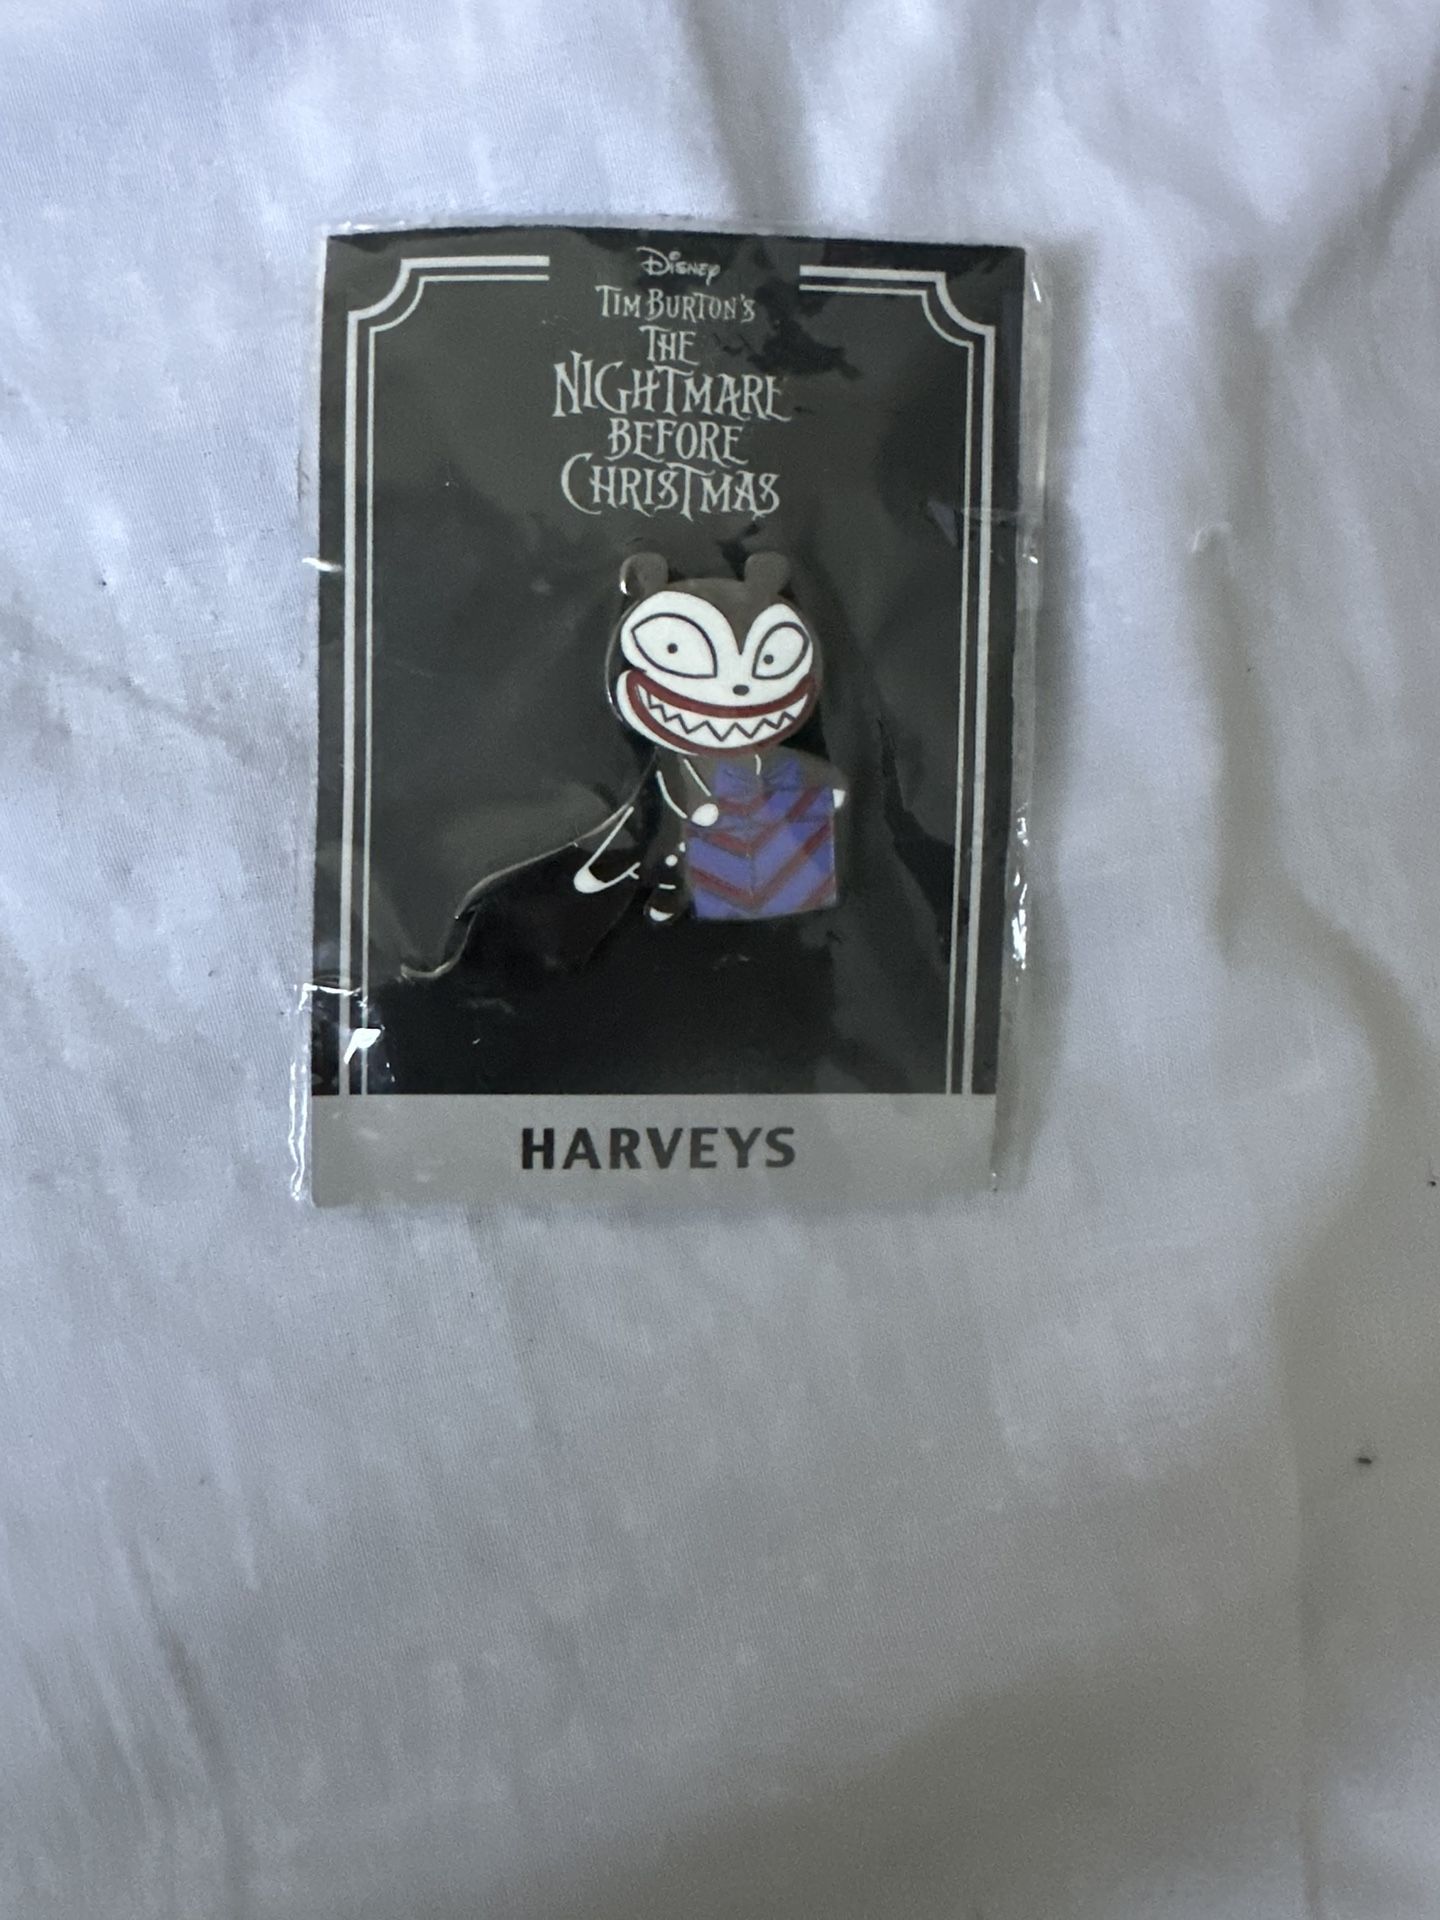 Disney
TIM BURTON'S
THE
NIGHTMARE
BEFORE
CHRISTMAS
HARVEYS